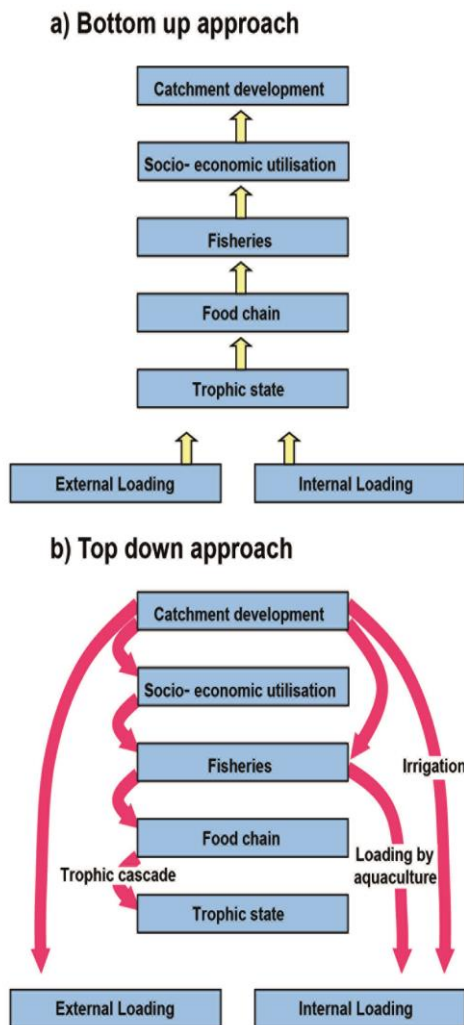 a) Bottom up approach
Catchment development
Socio- economic utilisation
Fisheries
Food chain
Trophic state
External Loading
Internal Loading
b) Top down approach
Catchment development
Socio- economic utilisation
Fisheries
Irrigation
Food chain
Trophic cascade
Loading by
aquaculture
Trophic state
External Loading
Internal Loading